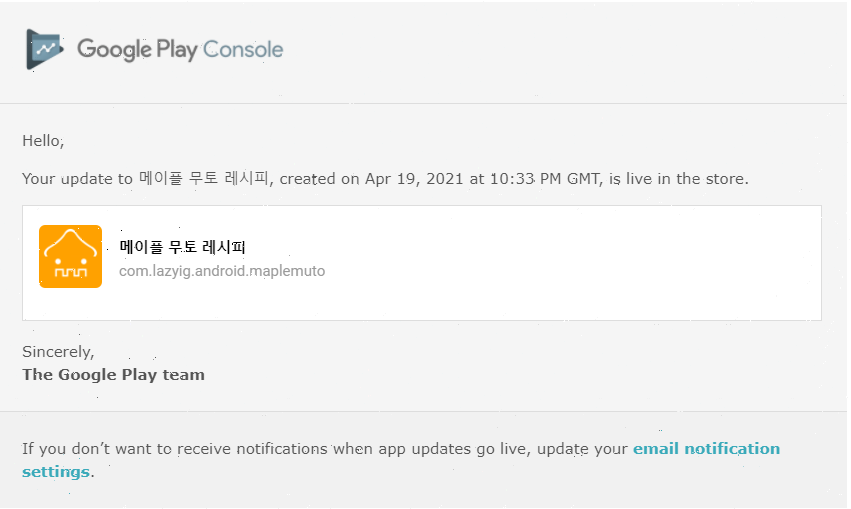 Google Play Console
Hello,
Your update to 메이플 무토 레시피, created on Apr 19, 2021 at 10:33 PM GMT, is live in the store.
메이플 무토 레시피
com.lazyig.android.maplemuto
Sincerely,
The Google Play team
If you don’t want to receive notifications when app updates go live, update your email notification
settings.